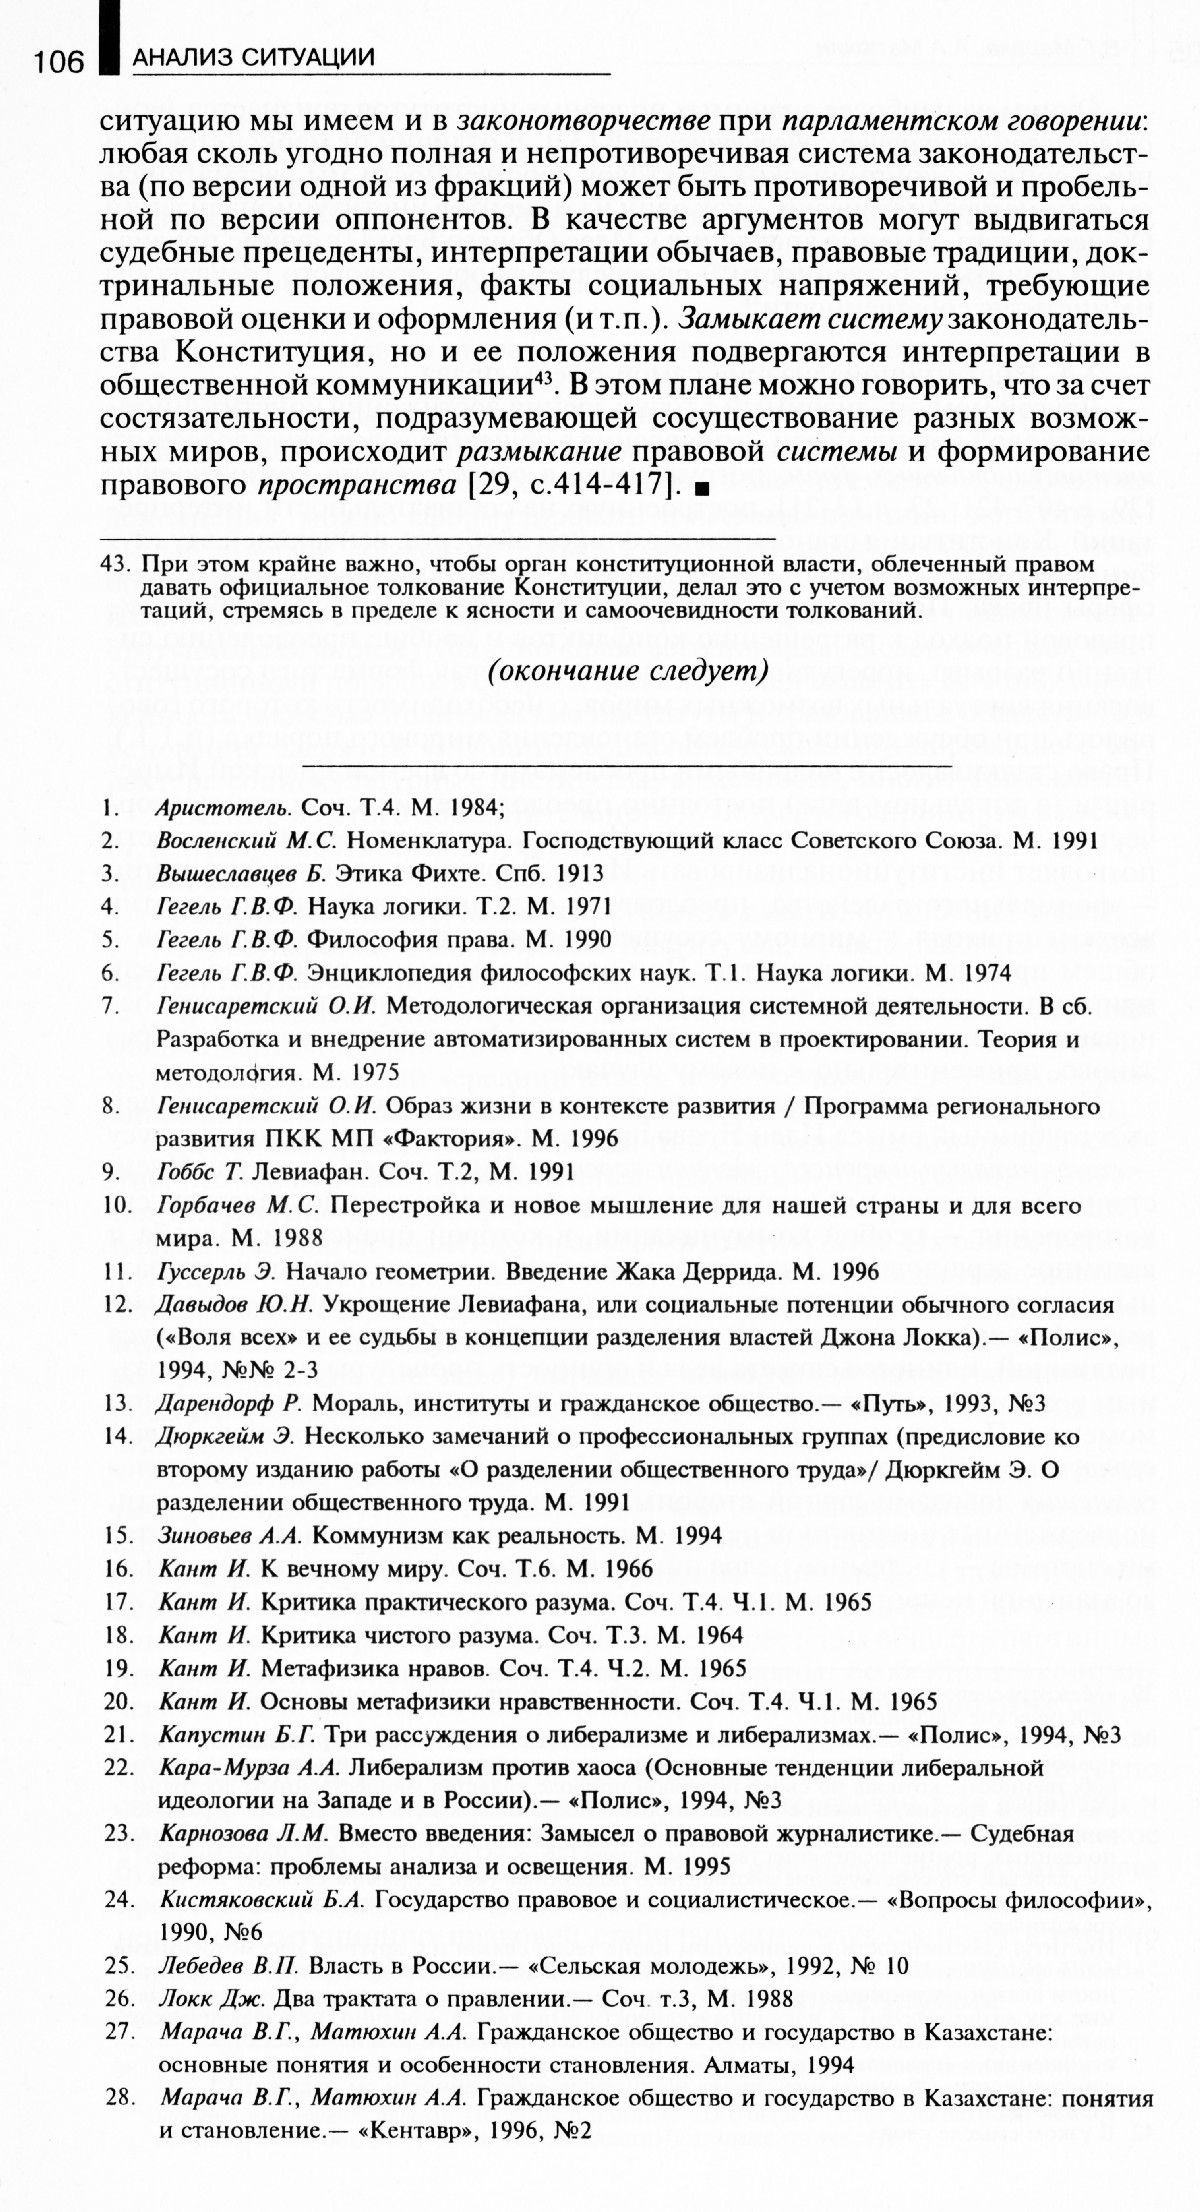 106 АНАЛИЗ СИТУАЦИИ
ситуацию мы имеем и в законотворчестве при парламентском говорении:
любая сколь угодно полная и непротиворечивая система законодательст-
ва (по версии одной из фракций) может быть противоречивой и пробель-
ной по версии оппонентов. В качестве аргументов могут выдвигаться
судебные прецеденты, интерпретации обычаев, правовые традиции, док-
тринальные положения, факты социальных напряжений, требующие
правовой оценки и оформления (и т.п.). Замыкает систему законодатель-
ства Конституция, но и ее положения подвергаются интерпретации в
общественной коммуникации⁴³. В этом плане можно говорить, что за счет
состязательности, подразумевающей сосуществование разных возмож-
ных миров, происходит размыкание правовой системы и формирование
правового пространства [29, с.414-417]. ■
43. При этом крайне важно, чтобы орган конституционной власти, облеченный правом
давать официальное толкование Конституции, делал это с учетом возможных интерпре-
таций, стремясь в пределе к ясности и самоочевидности толкований.
(окончание следует)
1. Аристотель. Соч. Т.4. М. 1984;
2. Восленский М.С. Номенклатура. Господствующий класс Советского Союза. М. 1991
3. Вышеславцев Б. Этика Фихте. Спб. 1913
4. Гегель Г.В.Ф. Наука логики. Т.2. М. 1971
5. Гегель Г.В.Ф. Философия права. М. 1990
6. Гегель Г.В.Ф. Энциклопедия философских наук. Т.1. Наука логики. М. 1974
7. Генисаретский О.И. Методологическая организация системной деятельности. В сб.
Разработка и внедрение автоматизированных систем в проектировании. Теория и
методология. М. 1975
8. Генисаретский О.И. Образ жизни в контексте развития / Программа регионального
развития ПКК МП «Фактория». М. 1996
9. Гоббс Т. Левиафан. Соч. Т.2, М. 1991
10. Горбачев М.С. Перестройка и новое мышление для нашей страны и для всего
мира. М. 1988
11. Гуссерль Э. Начало геометрии. Введение Жака Деррида. М. 1996
12. Давыдов Ю.Н. Укрощение Левиафана, или социальные потенции обычного согласия
(«Воля всех» и ее судьбы в концепции разделения властей Джона Локка).— «Полис»,
1994, №№ 2-3
13. Дарендорф Р. Мораль, институты и гражданское общество.— «Путь», 1993, №3
14. Дюркгейм Э. Несколько замечаний о профессиональных группах (предисловие ко
второму изданию работы «О разделении общественного труда»/ Дюркгейм Э. О
разделении общественного труда. М. 1991
15. Зиновьев А.А. Коммунизм как реальность. М. 1994
16. Кант И. К вечному миру. Соч. Т.6. М. 1966
17. Кант И. Критика практического разума. Соч. Т.4. Ч.1. М. 1965
18. Кант И. Критика чистого разума. Соч. Т.3. М. 1964
19. Кант И. Метафизика нравов. Соч. Т.4. Ч.2. М. 1965
20. Кант И. Основы метафизики нравственности. Соч. Т.4. Ч.1. М. 1965
21. Капустин Б.Г. Три рассуждения о либерализме и либерализмах.— «Полис», 1994, №3
22. Кара-Мурза А.А. Либерализм против хаоса (Основные тенденции либеральной
идеологии на Западе и в России).— «Полис», 1994, №3
23. Карнозова Л.М. Вместо введения: Замысел о правовой журналистике.— Судебная
реформа: проблемы анализа и освещения. М. 1995
24. Кистяковский Б.А. Государство правовое и социалистическое.— «Вопросы философии»,
1990, №6
25. Лебедев В.П. Власть в России.— «Сельская молодежь», 1992, № 10
26. Локк Дж. Два трактата о правлении.— Соч. т.3, М. 1988
27. Марача В.Г., Матюхин А.А. Гражданское общество и государство в Казахстане:
основные понятия и особенности становления. Алматы, 1994
28. Марача В.Г., Матюхин А.А. Гражданское общество и государство в Казахстане: понятия
и становление.— «Кентавр», 1996, №2